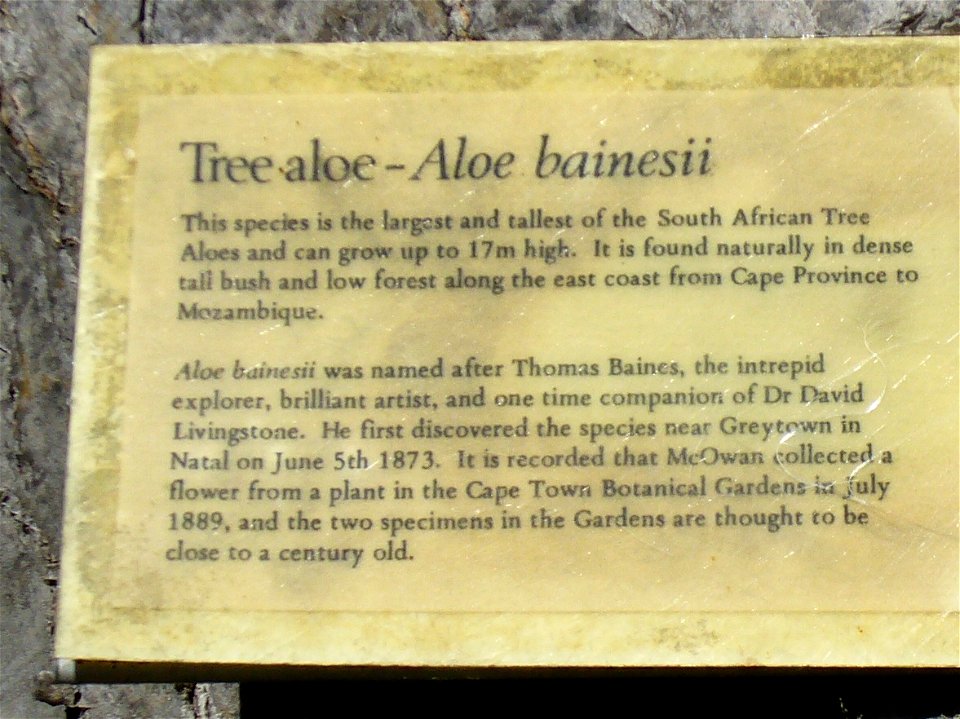 Tree aloe - Aloe bainesii
This species is the largest and tallest of the South African Tree
Aloes and can grow up to 17m high. It is found naturally in dense
tall bush and low forest along the east coast from Cape Province to
Mozambique.
Aloe bainesii was named after Thomas Baines, the intrepid
explorer, brilliant artist, and one time companion of Dr David
Livingstone. He first discovered the species near Greytown in
Natal on June 5th 1873. It is recorded that McOwan collected a
flower from a plant in the Cape Town Botanical Gardens in July
1889, and the two specimens in the Gardens are thought to be
close to a century old.